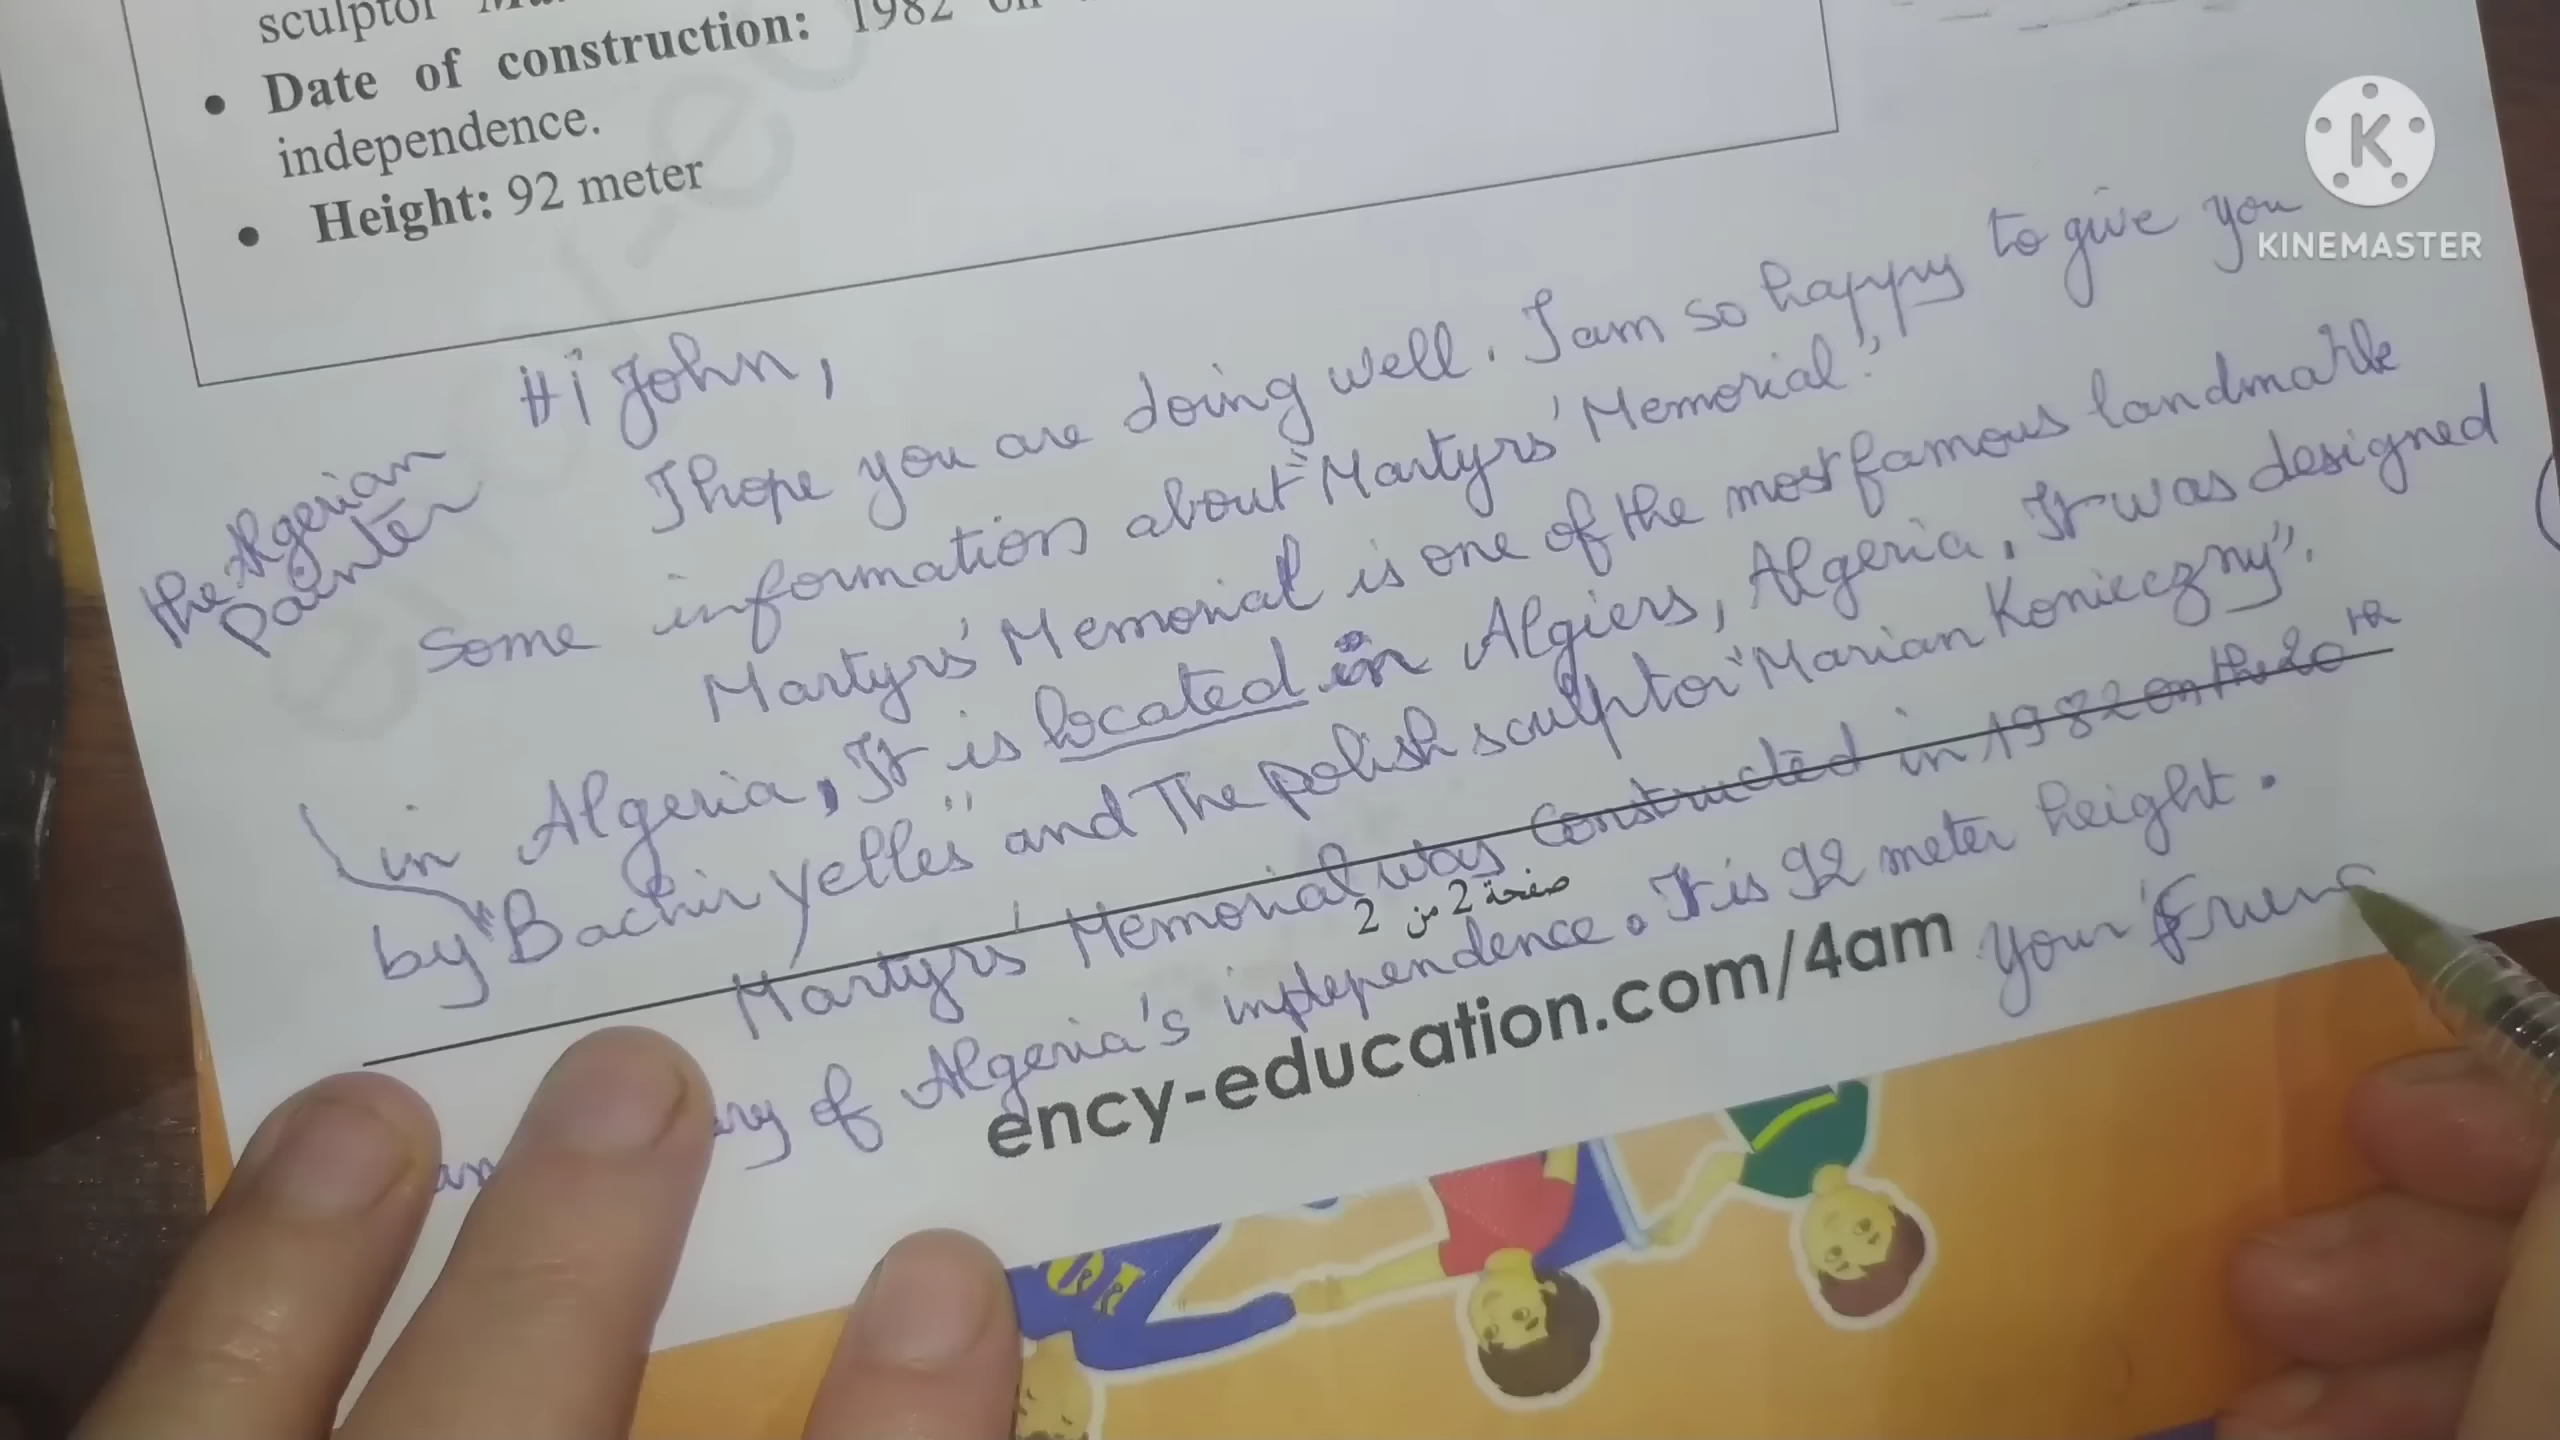 sculptor
• Date of construction: 1982 on
independence.
• Height: 92 meter
KINEMASTER
Hi John,
I hope you are doing well. I am so happy to give you
some information about "Martyrs' Memorial".
Martyrs' Memorial is one of the most famous landmark
in Algeria, It is located in Algiers, Algeria, It was designed
the Algerian
painter
by "Bachir yelles" and The polish sculptor "Marian Konieczny".
Martyrs' Memorial was constructed in 1982 on the 20th
of Algeria's independence. It is 92 meter height.
صفحة 2 من 2
your Frien
ency-education.com/4am